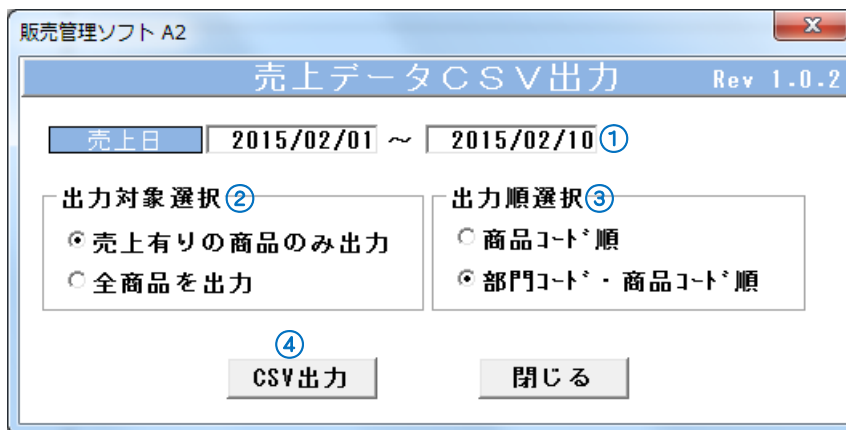 販売管理ソフト A2
x
売上データCSV出力 Rev 1.0.2
売上日 2015/02/01 ~ 2015/02/10 ①
出力対象選択②
売上有りの商品のみ出力
全商品を出力
出力順選択③
商品ｺｰﾄﾞ順
部門ｺｰﾄﾞ・商品ｺｰﾄﾞ順
④
CSV出力 閉じる